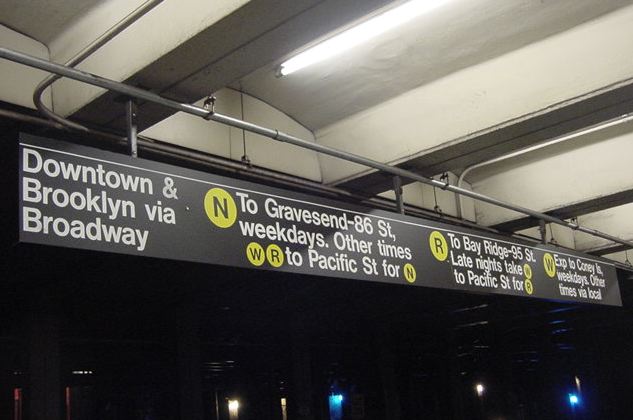 Downtown &
Brooklyn via
Broadway
N To Gravesend-86 St,
weekdays. Other times
W R to Pacific St for N
R To Bay Ridge-95 St.
Late nights take W
to Pacific St for R
W Exp to Coney Is,
weekdays. Other
times via local